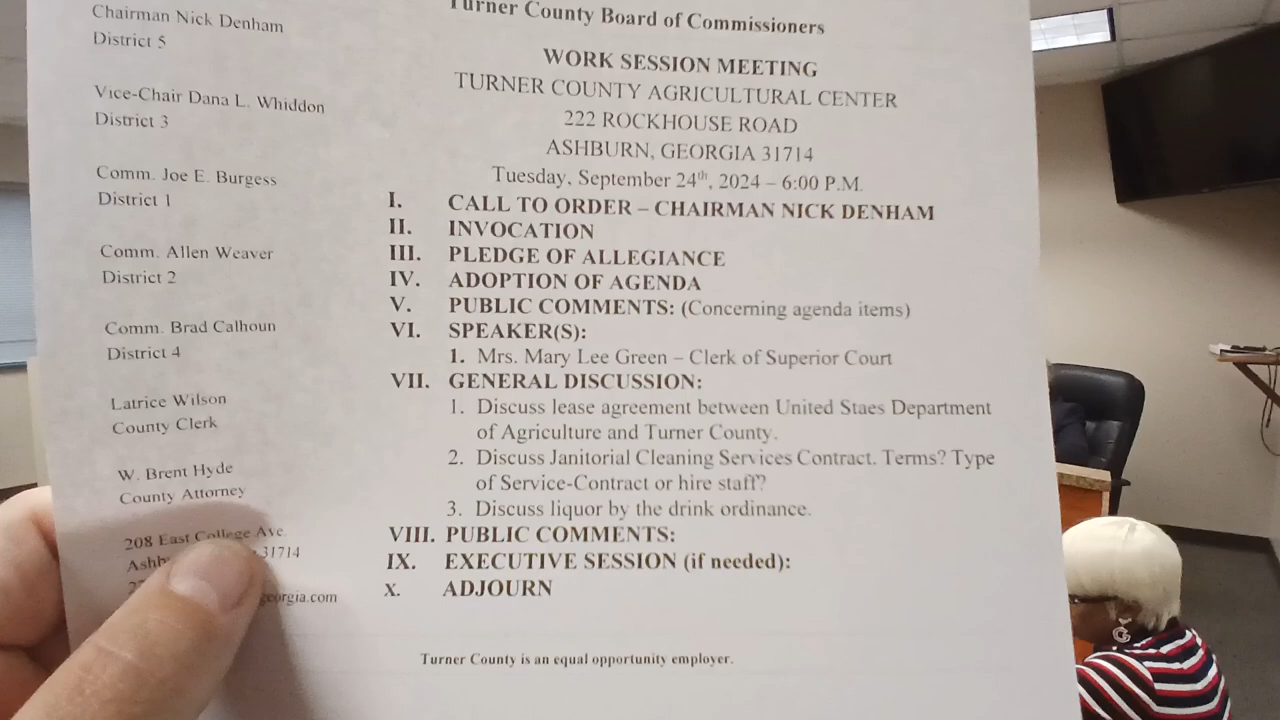 Chairman Nick Denham
District 5
Vice-Chair Dana L. Whiddon
District 3
Comm. Joe E. Burgess
District 1
Comm. Allen Weaver
District 2
Comm. Brad Calhoun
District 4
Latrice Wilson
County Clerk
W. Brent Hyde
County Attorney
208 East College Ave.
31714
Turner County Board of Commissioners
WORK SESSION MEETING
TURNER COUNTY AGRICULTURAL CENTER
222 ROCKHOUSE ROAD
ASHBURN, GEORGIA 31714
Tuesday, September 24th, 2024 – 6:00 P.M.
I. CALL TO ORDER – CHAIRMAN NICK DENHAM
II. INVOCATION
III. PLEDGE OF ALLEGIANCE
IV. ADOPTION OF AGENDA
V. PUBLIC COMMENTS: (Concerning agenda items)
VI. SPEAKER(S):
1. Mrs. Mary Lee Green – Clerk of Superior Court
VII. GENERAL DISCUSSION:
1. Discuss lease agreement between United Staes Department
of Agriculture and Turner County.
2. Discuss Janitorial Cleaning Services Contract. Terms? Type
of Service-Contract or hire staff?
3. Discuss liquor by the drink ordinance.
VIII. PUBLIC COMMENTS:
IX. EXECUTIVE SESSION (if needed):
X. ADJOURN
Turner County is an equal opportunity employer.